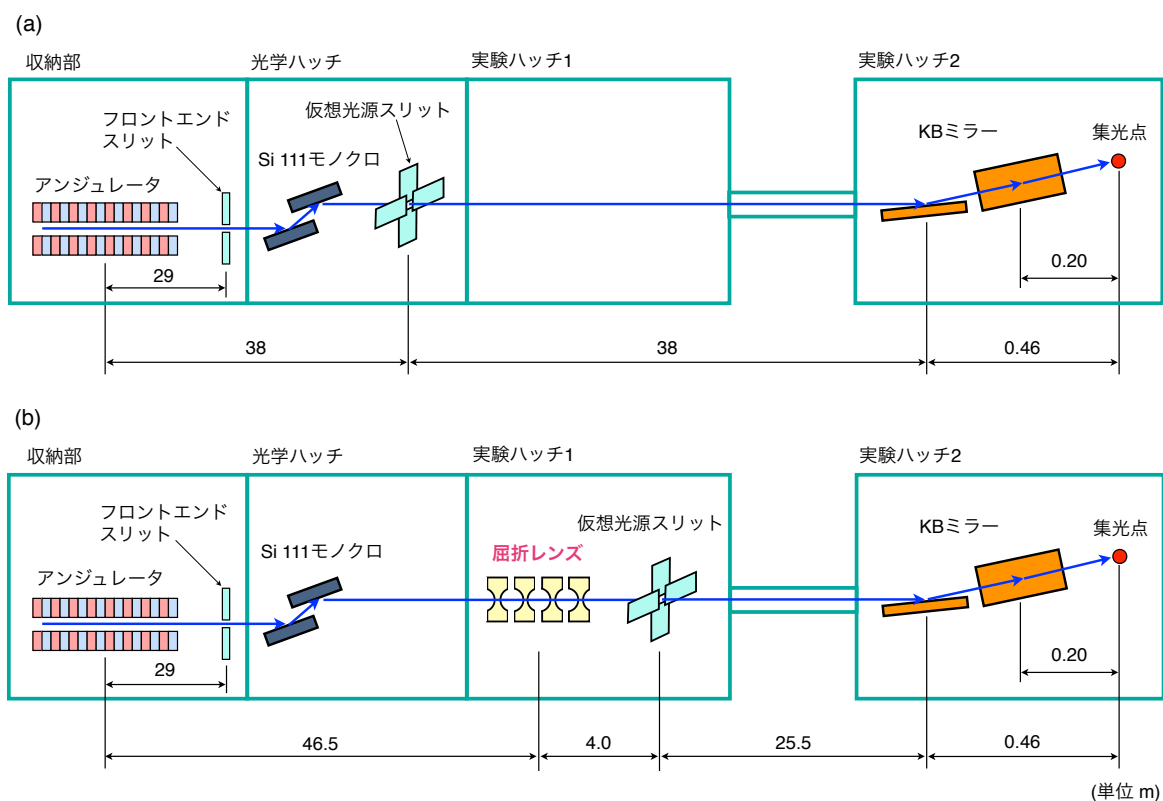 (a)
収納部
光学ハッチ
実験ハッチ1
実験ハッチ2
フロントエンド
スリット
仮想光源スリット
Si 111モノクロ
KBミラー
集光点
アンジュレータ
29
0.20
38
38
0.46
(b)
収納部
光学ハッチ
実験ハッチ1
実験ハッチ2
フロントエンド
スリット
仮想光源スリット
Si 111モノクロ
屈折レンズ
KBミラー
集光点
アンジュレータ
29
0.20
46.5
4.0
25.5
0.46
(単位 m)